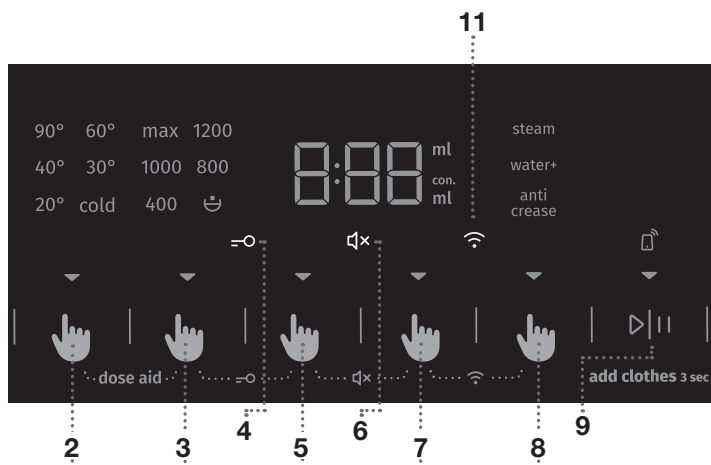 11
90° 60° max 1200
40° 30° 1000 800
20° cold 400
8:88 ml
con.
ml
steam
water+
anti
crease
dose aid
add clothes 3 sec
2 3 4 5 6 7 8 9